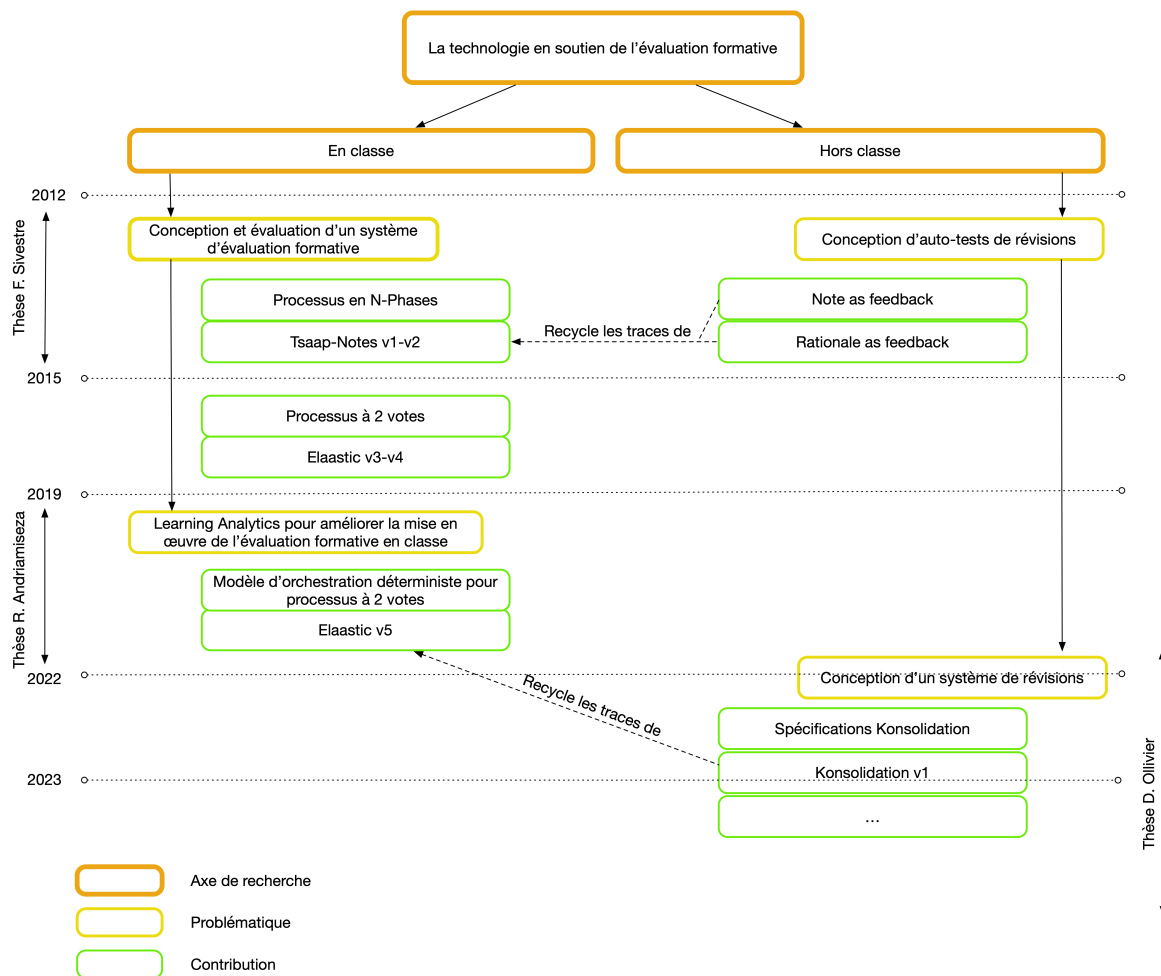 La technologie en soutien de l'évaluation formative
En classe
Hors classe
2012
Thèse F. Sivestre
Conception et évaluation d'un système
d'évaluation formative
Conception d'auto-tests de révisions
Processus en N-Phases
Note as feedback
Recycle les traces de
Tsaap-Notes v1-v2
Rationale as feedback
2015
Processus à 2 votes
Elaastic v3-v4
2019
Thèse R. Andriamiseza
Learning Analytics pour améliorer la mise en
œuvre de l'évaluation formative en classe
Modèle d'orchestration déterministe pour
processus à 2 votes
Elaastic v5
2022
Conception d'un système de révisions
Recycle les traces de
Spécifications Konsolidation
Konsolidation v1
2023
...
Thèse D. Ollivier
Axe de recherche
Problématique
Contribution